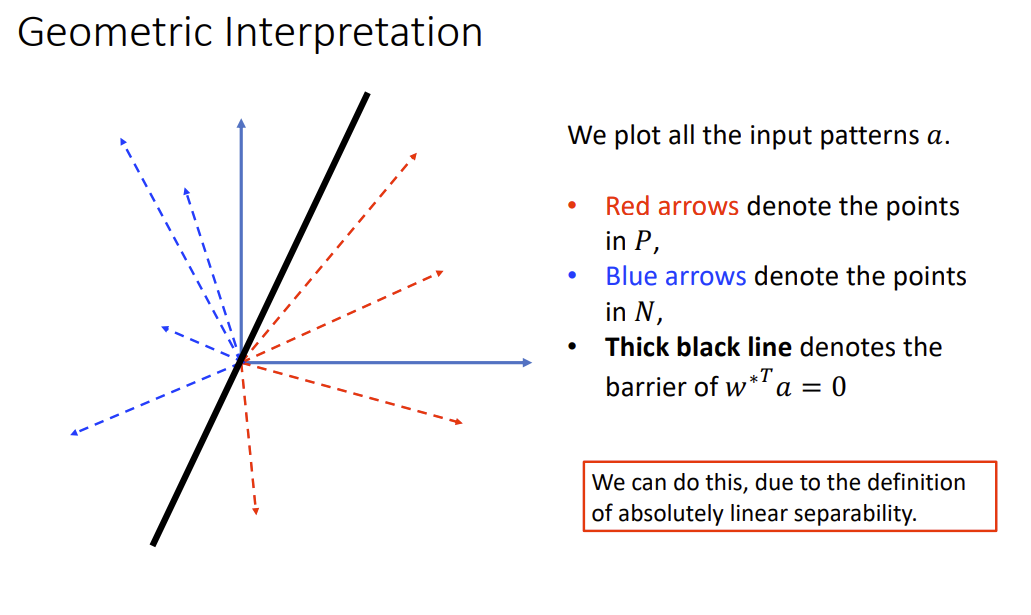 Geometric Interpretation
We plot all the input patterns 𝑎.
• Red arrows denote the points
in 𝑃,
• Blue arrows denote the points
in 𝑁,
• Thick black line denotes the
barrier of 𝑤*ᵀ𝑎 = 0
We can do this, due to the definition
of absolutely linear separability.